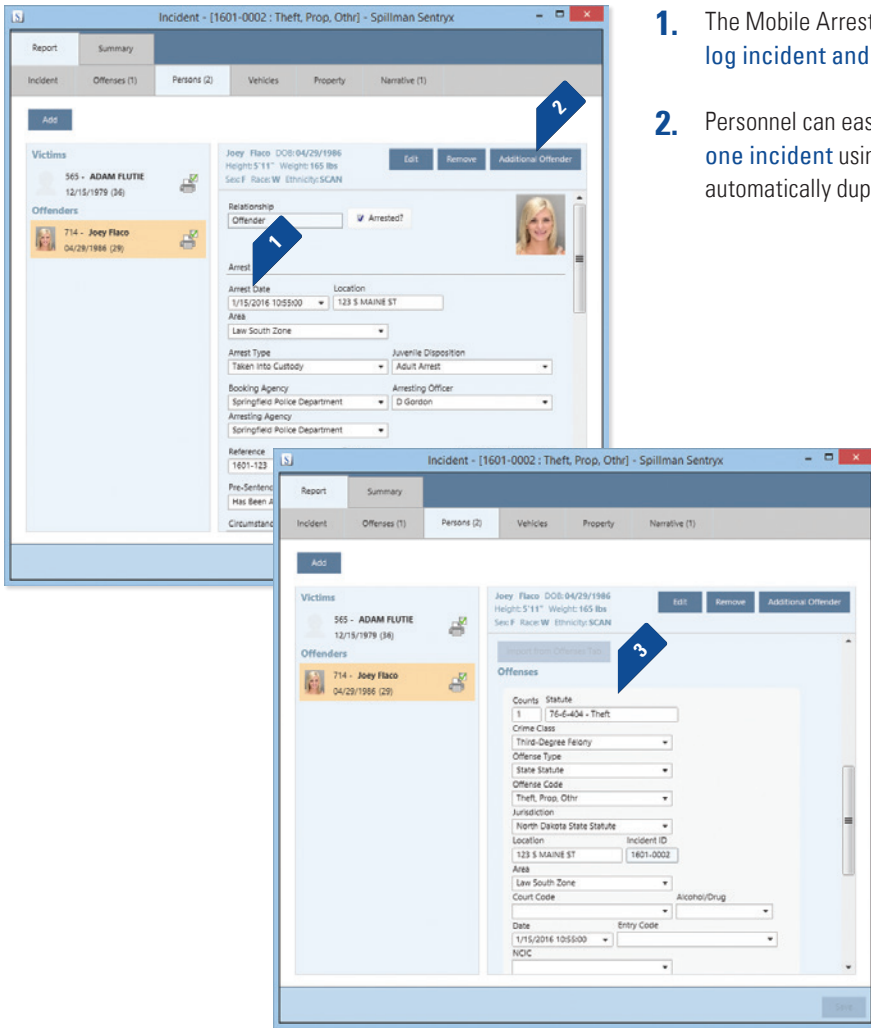 S Incident - [1601-0002 : Theft, Prop, Othr] - Spillman Sentryx
Report Summary
Incident Offenses (1) Persons (2) Vehicles Property Narrative (1)
Add
Victims
565 - ADAM FLUTIE
12/15/1979 (36)
Offenders
714 - Joey Flaco
04/29/1986 (29)
Joey Flaco DOB:04/29/1986
Height:5'11" Weight:165 lbs
Sex:F Race:W Ethnicity:SCAN
Edit Remove Additional Offender
2
Relationship
Offender Arrested?
1
Arrest
Arrest Date Location
1/15/2016 10:55:00 123 S MAINE ST
Area
Law South Zone
Arrest Type Juvenile Disposition
Taken Into Custody Adult Arrest
Booking Agency Arresting Officer
Springfield Police Department D Gordon
Arresting Agency
Springfield Police Department
Reference
1601-123
Pre-Sentenc
Has Been A
Circumstanc
1. The Mobile Arrest
log incident and
2. Personnel can eas
one incident usin
automatically dup
S Incident - [1601-0002 : Theft, Prop, Othr] - Spillman Sentryx
Report Summary
Incident Offenses (1) Persons (2) Vehicles Property Narrative (1)
Add
Victims
565 - ADAM FLUTIE
12/15/1979 (36)
Offenders
714 - Joey Flaco
04/29/1986 (29)
Joey Flaco DOB:04/29/1986
Height:5'11" Weight:165 lbs
Sex:F Race:W Ethnicity:SCAN
Edit Remove Additional Offender
Import from Offenses Tab
3
Offenses
Counts Statute
1 76-6-404 - Theft
Crime Class
Third-Degree Felony
Offense Type
State Statute
Offense Code
Theft, Prop, Othr
Jurisdiction
North Dakota State Statute
Location Incident ID
123 S MAINE ST 1601-0002
Area
Law South Zone
Court Code Alcohol/Drug
Date Entry Code
1/15/2016 10:55:00
NCIC
Save